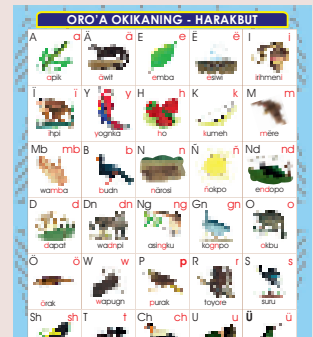 ORO'A OKIKANING - HARAKBUT
A a Ä ä E e Ë ë I i
apik äwit emba esiwi irihmeni
Ï ï Y y H h K k M m
ihpi yognka ho kumeh mëre
Mb mb B b N n Ñ ñ Nd nd
wamba budn närosi ñokpo endopo
D d Dn dn Ng ng Gn gn O o
dapat wadnpi asingku kognpo okbu
Ö ö W w P p R r S s
örak wapugn purak toyore suru
Sh sh T t Ch ch U u Ü ü